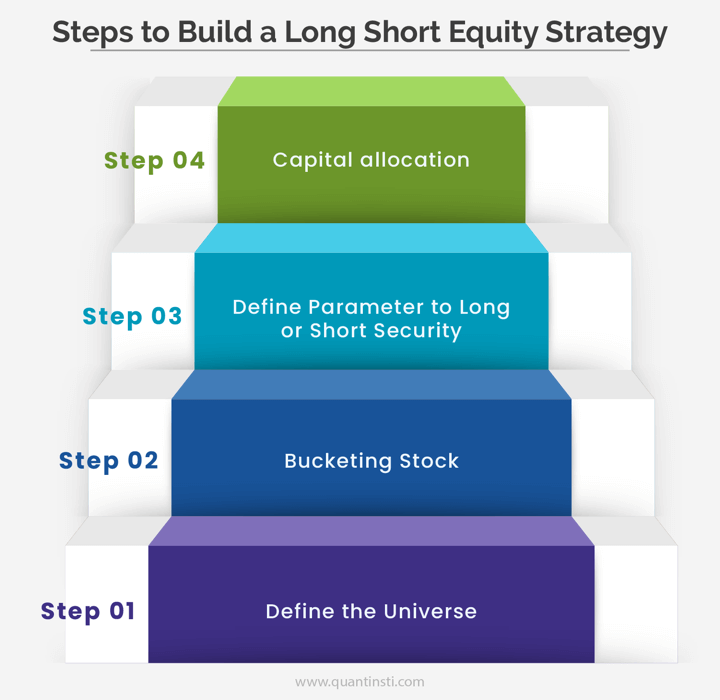 Steps to Build a Long Short Equity Strategy
Step 04
Capital allocation
Step 03
Define Parameter to Long
or Short Security
Step 02
Bucketing Stock
Step 01
Define the Universe
www.quantinsti.com